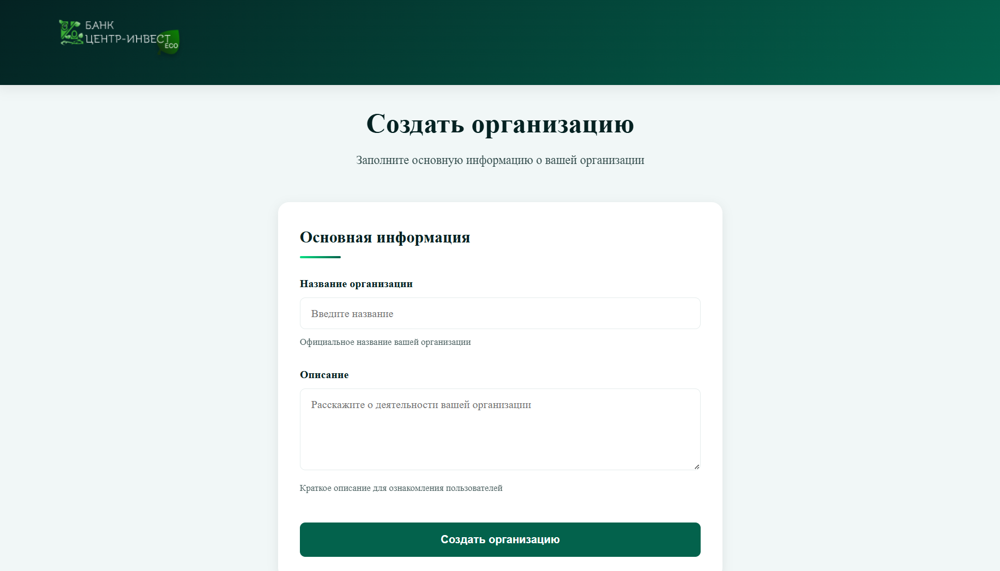 БАНК
ЦЕНТР-ИНВЕСТ
ECO
Создать организацию
Заполните основную информацию о вашей организации
Основная информация
Название организации
Введите название
Официальное название вашей организации
Описание
Расскажите о деятельности вашей организации
Краткое описание для ознакомления пользователей
Создать организацию